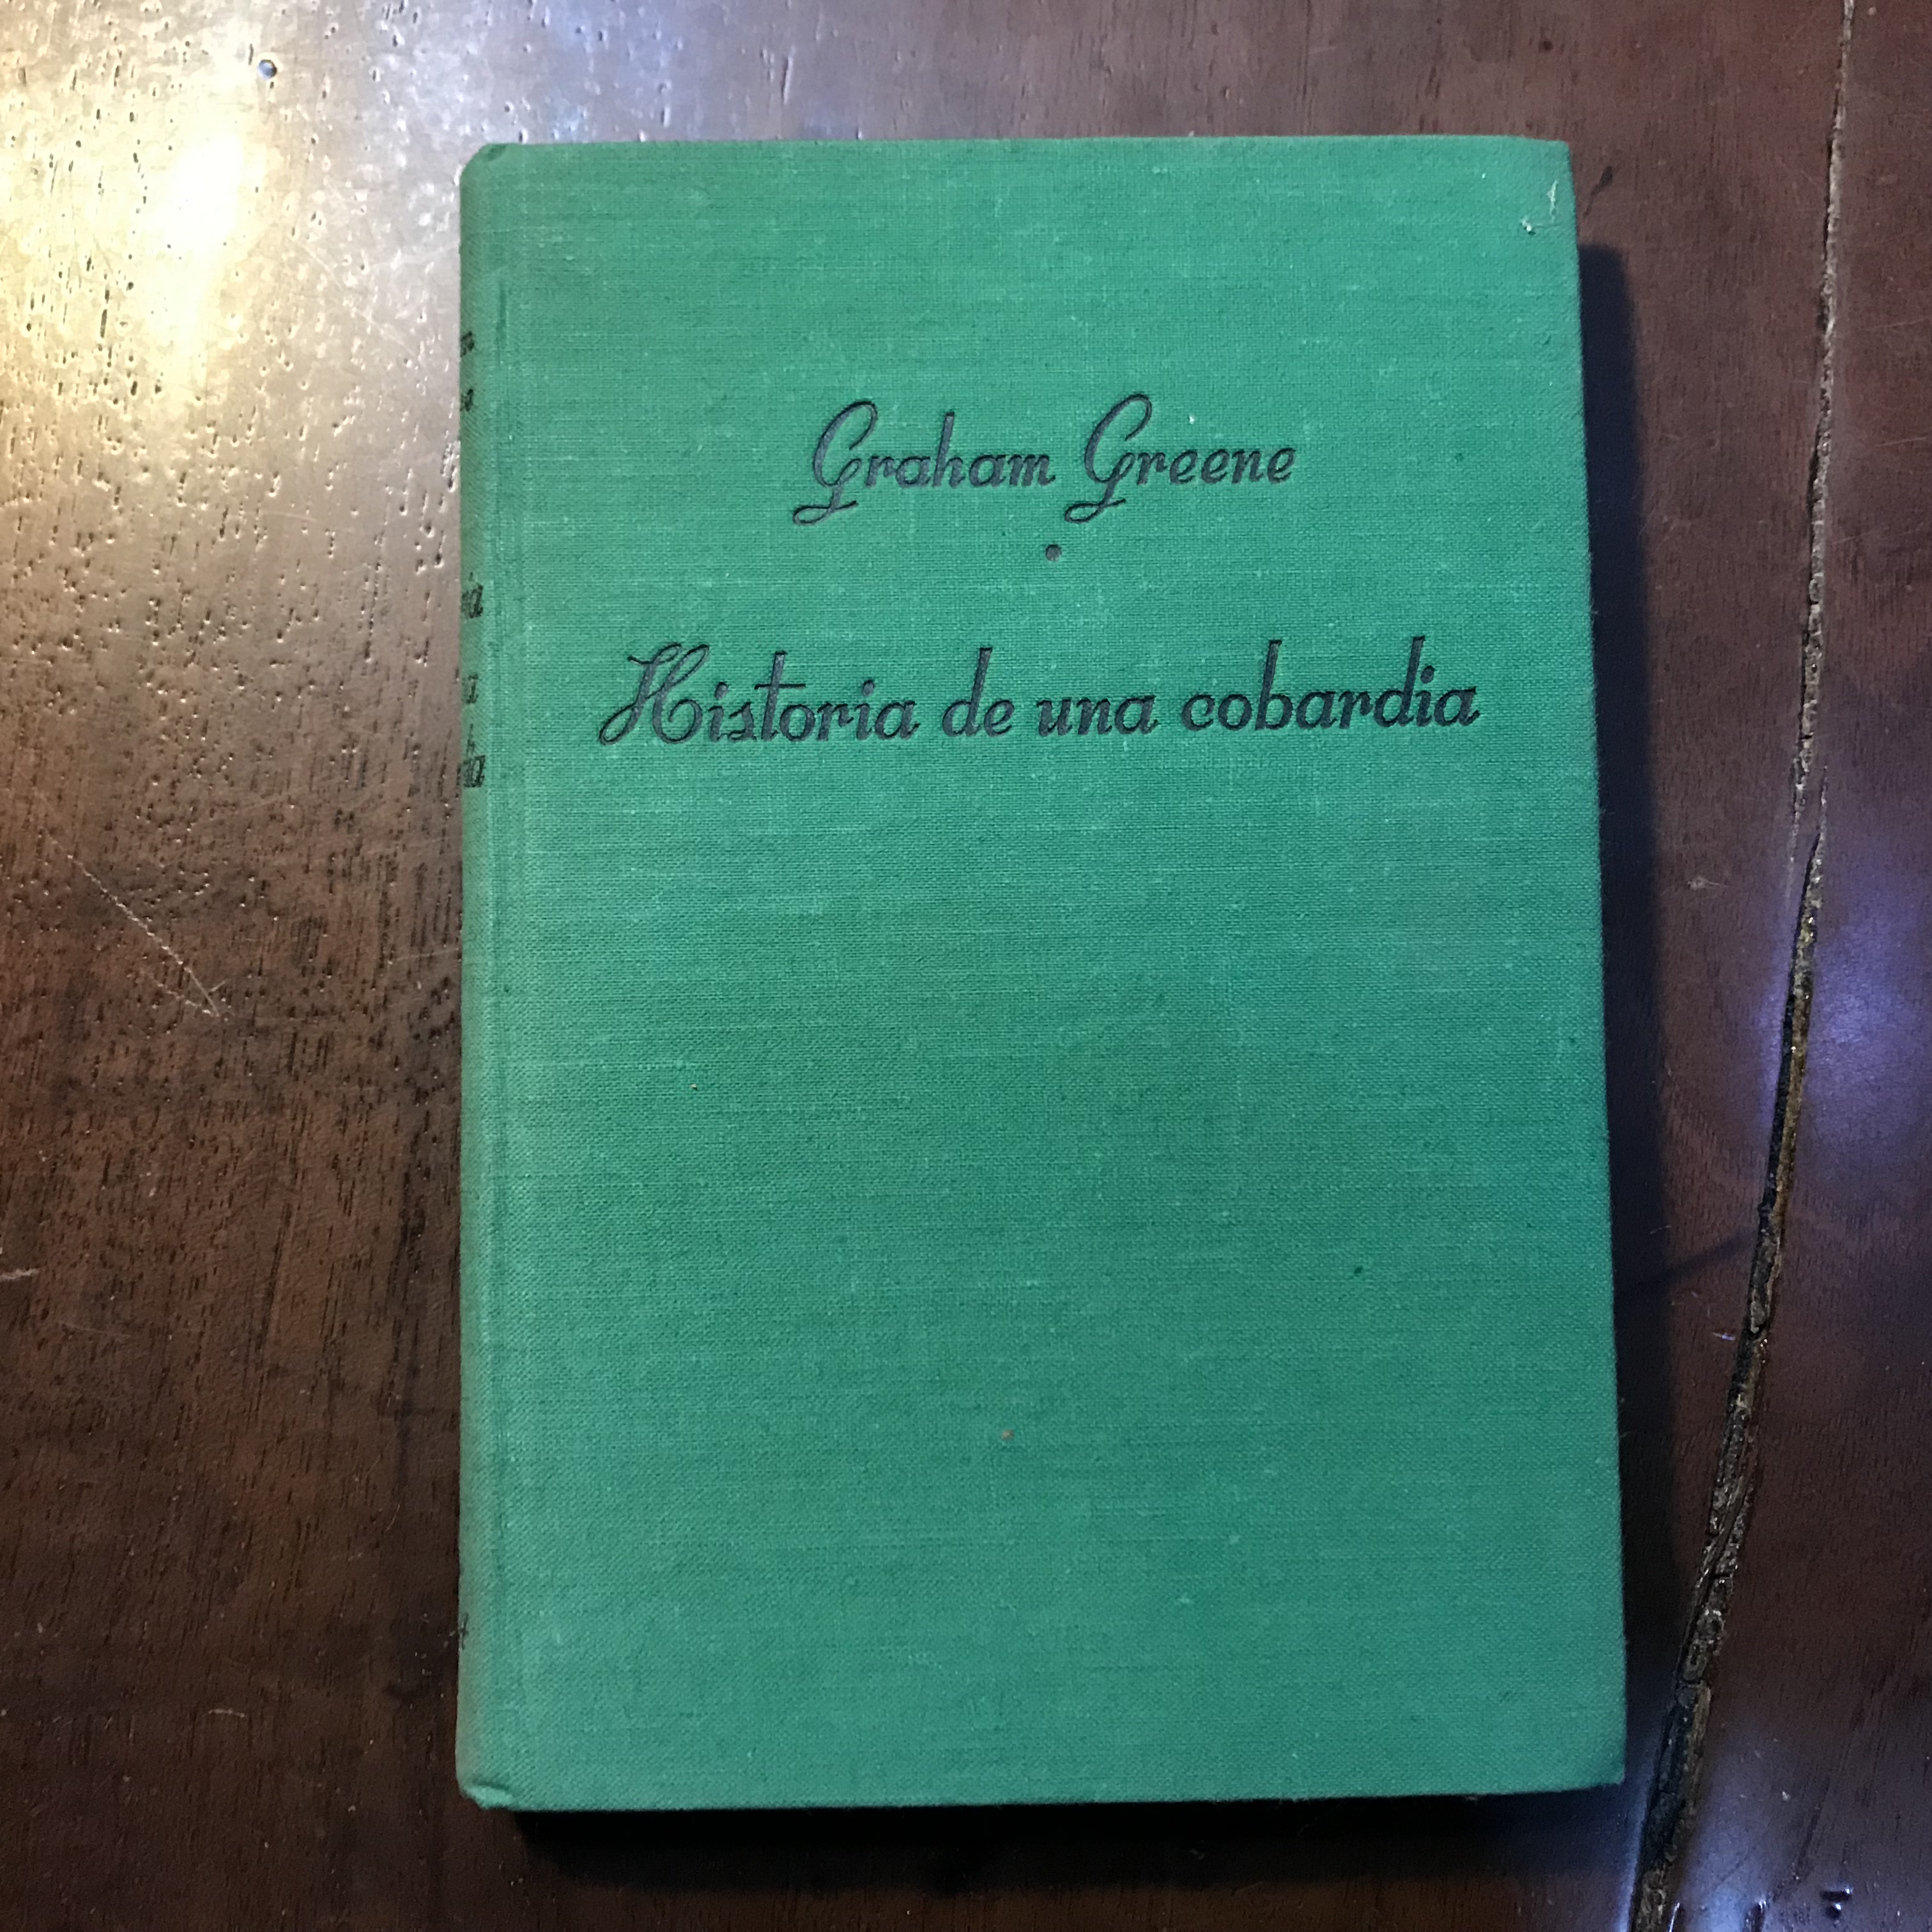 Graham Greene
Historia de una cobardia